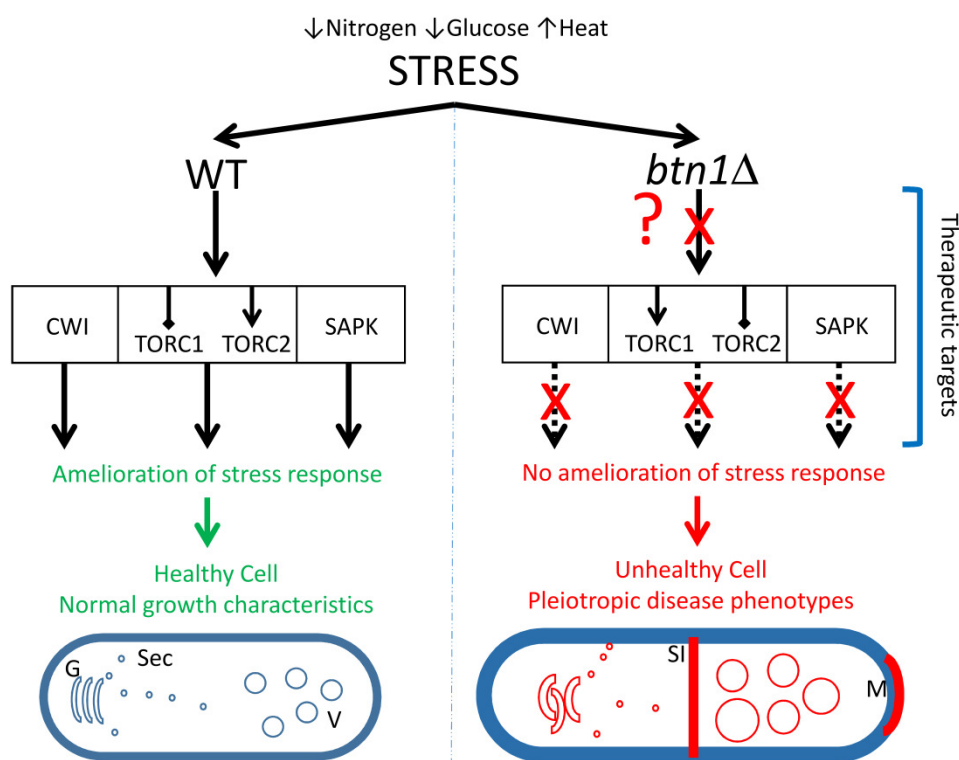 ↓Nitrogen ↓Glucose ↑Heat
STRESS
WT
btn1Δ
? X
CWI
TORC1
TORC2
SAPK
CWI
TORC1
TORC2
SAPK
X X X
Therapeutic targets
Amelioration of stress response
No amelioration of stress response
Healthy Cell
Normal growth characteristics
Unhealthy Cell
Pleiotropic disease phenotypes
G
Sec
V
SI
M